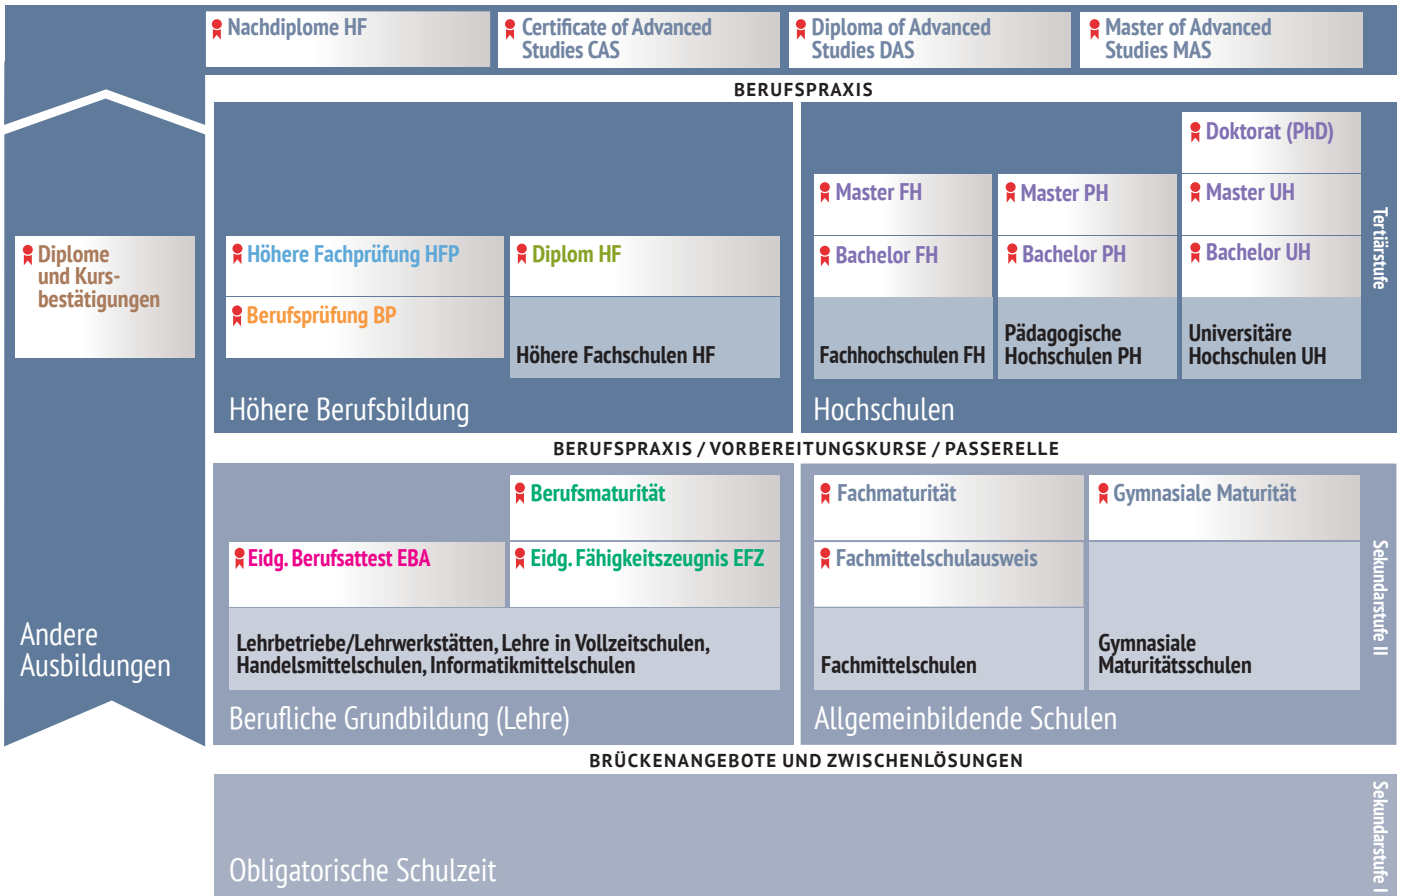 Nachdiplome HF
Certificate of Advanced
Studies CAS
Diploma of Advanced
Studies DAS
Master of Advanced
Studies MAS
BERUFSPRAXIS
Doktorat (PhD)
Master FH
Master PH
Master UH
Diplome
und Kurs-
bestätigungen
Höhere Fachprüfung HFP
Diplom HF
Bachelor FH
Bachelor PH
Bachelor UH
Berufsprüfung BP
Höhere Fachschulen HF
Fachhochschulen FH
Pädagogische
Hochschulen PH
Universitäre
Hochschulen UH
Höhere Berufsbildung
Hochschulen
Tertiärstufe
BERUFSPRAXIS / VORBEREITUNGSKURSE / PASSERELLE
Berufsmaturität
Fachmaturität
Gymnasiale Maturität
Eidg. Berufsattest EBA
Eidg. Fähigkeitszeugnis EFZ
Fachmittelschulausweis
Andere
Ausbildungen
Lehrbetriebe/Lehrwerkstätten, Lehre in Vollzeitschulen,
Handelsmittelschulen, Informatikmittelschulen
Fachmittelschulen
Gymnasiale
Maturitätsschulen
Berufliche Grundbildung (Lehre)
Allgemeinbildende Schulen
Sekundarstufe II
BRÜCKENANGEBOTE UND ZWISCHENLÖSUNGEN
Obligatorische Schulzeit
Sekundarstufe I